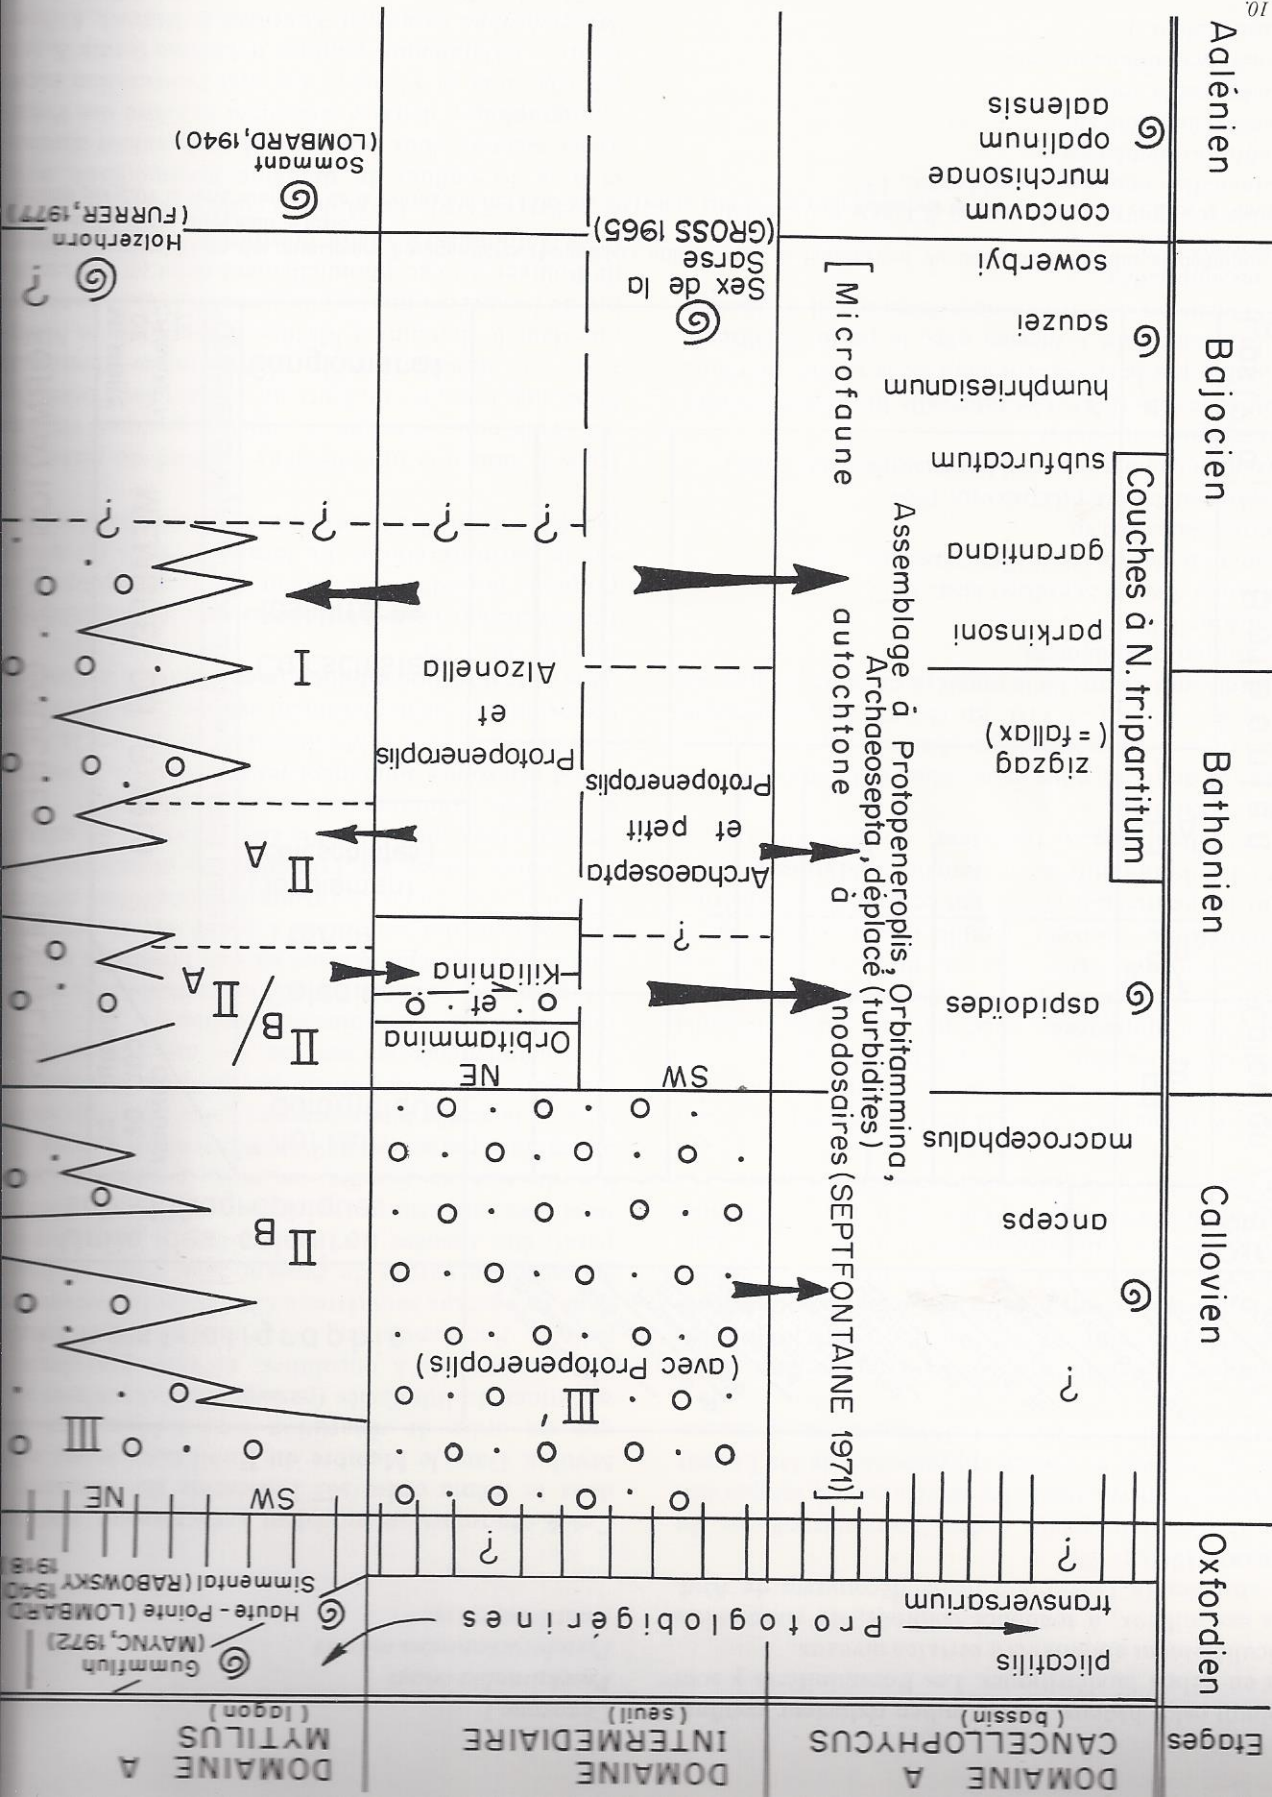 Etages
DOMAINE A
CANCELLOPHYCUS
(bassin)
DOMAINE
INTERMEDIAIRE
(seuil)
DOMAINE A
MYTILUS
(lagon)
Oxfordien
plicatilis
transversarium
?
Protoglobigérines
?
Gummfluh
(MAYNC, 1972)
Haute-Pointe (LOMBARD
1940)
Simmental (RABOWSKY
1918)
SW
NE
Callovien
?
anceps
macrocephalus
III
(avec Protopeneroplis)
III
II B
Bathonien
aspidoïdes
zigzag
(= fallax)
Couches à N. tripartitum
SW
NE
?
Archaeosepta
et petit
Protopeneroplis
Orbitammina
et
Kilianina
Protopeneroplis
et
Alzonella
II B / II A
II A
I
Bajocien
parkinsoni
garantiana
subfurcatum
humphriesianum
sauzei
sowerbyi
[Microfaune autochtone à nodosaires (SEPTFONTAINE 1971)]
Assemblage à Protopeneroplis, Orbitammina,
Archaeosepta, déplacé (turbidites)
? ? ? ?
Sex de la
Sarse
(GROSS 1965)
?
Holzerhorn
(FURRER, 1977)
Aalénien
concavum
murchisonae
opalinum
aalensis
Sommant
(LOMBARD, 1940)
10.